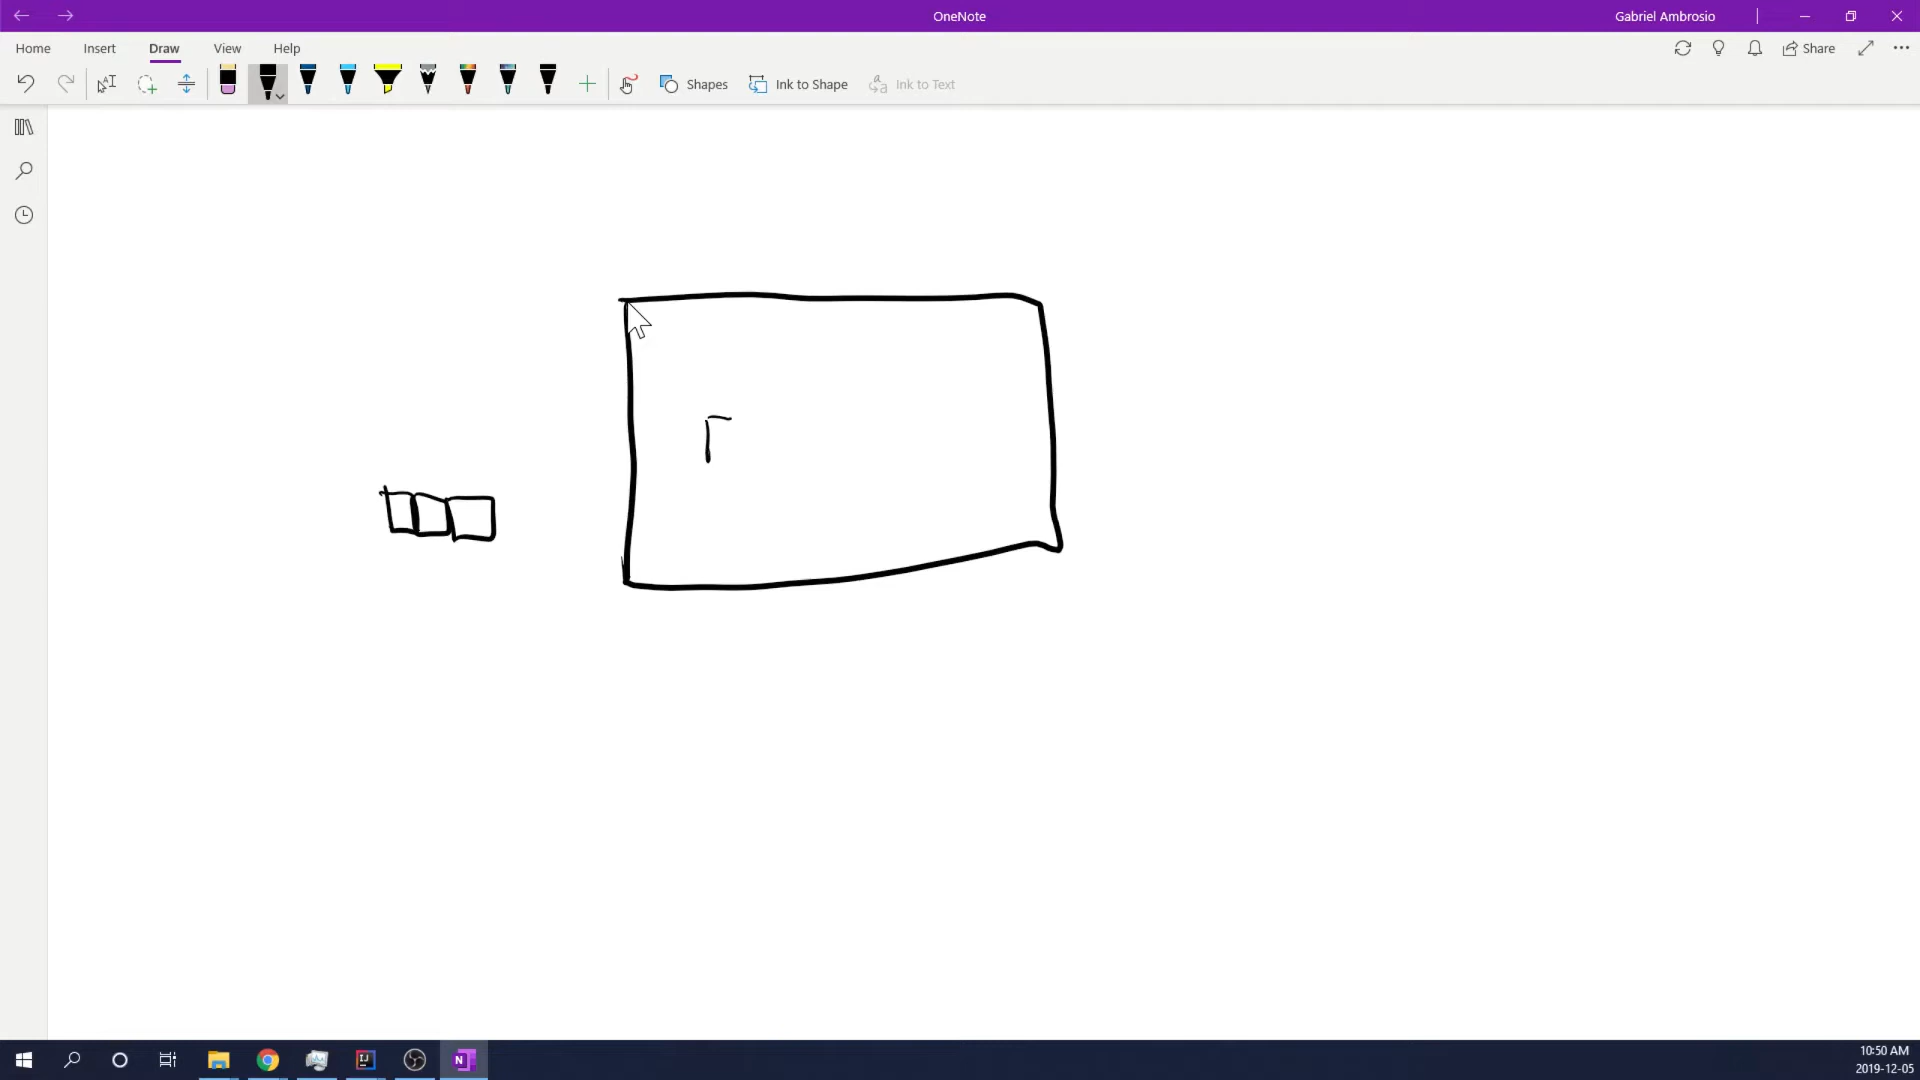 OneNote
Gabriel Ambrosio
Home Insert Draw View Help
Share
Shapes
Ink to Shape
Ink to Text
10:50 AM
2019-12-05